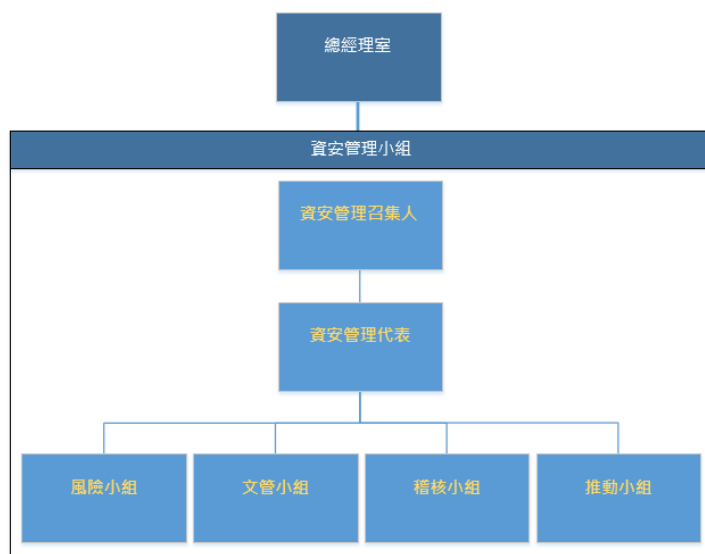 總經理室
資安管理小組
資安管理召集人
資安管理代表
風險小組
文管小組
稽核小組
推動小組